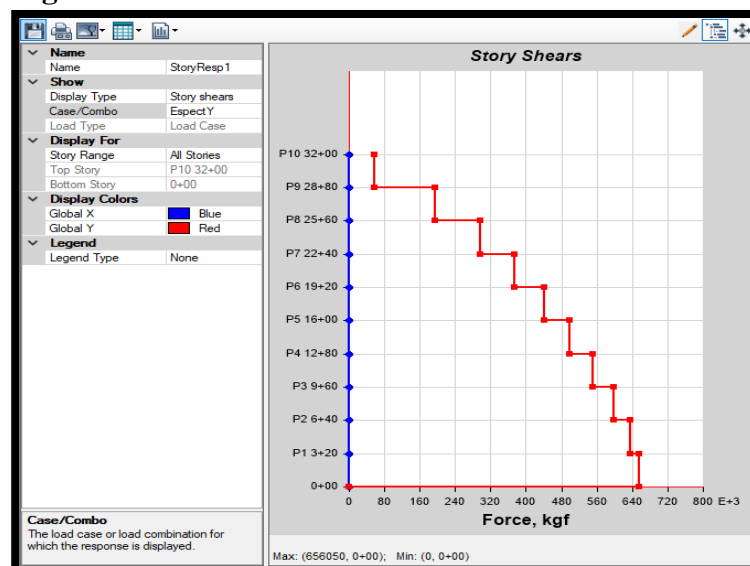 Name
Name StoryResp1
Show
Display Type Story shears
Case/Combo EspectY
Load Type Load Case
Display For
Story Range All Stories
Top Story P10 32+00
Bottom Story 0+00
Display Colors
Global X Blue
Global Y Red
Legend
Legend Type None
Case/Combo
The load case or load combination for
which the response is displayed.
Story Shears
P10 32+00
P9 28+80
P8 25+60
P7 22+40
P6 19+20
P5 16+00
P4 12+80
P3 9+60
P2 6+40
P1 3+20
0+00
0 80 160 240 320 400 480 560 640 720 800 E+3
Force, kgf
Max: (656050, 0+00); Min: (0, 0+00)